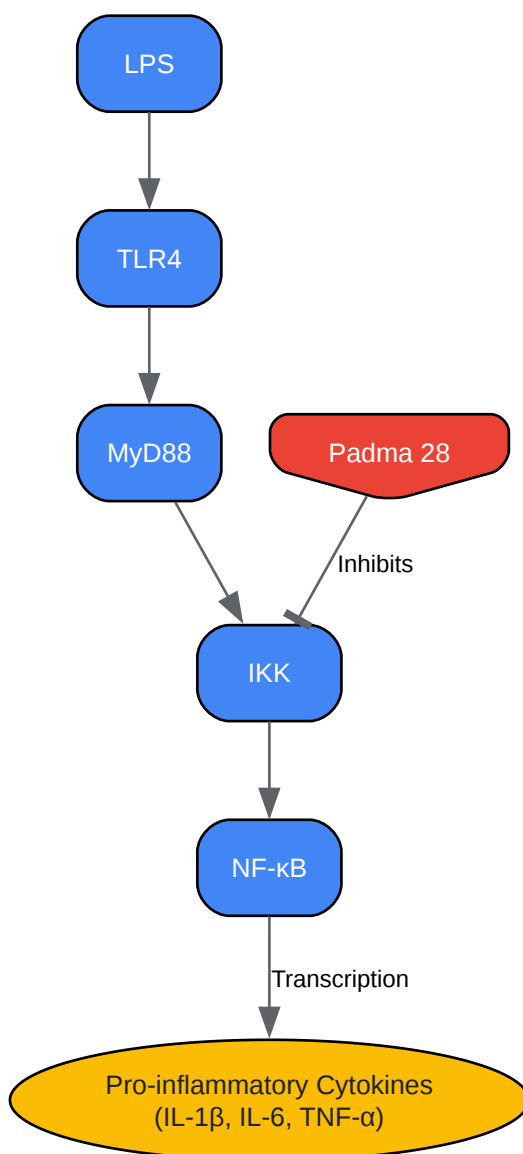 LPS
TLR4
MyD88
Padma 28
Inhibits
IKK
NF-κB
Transcription
Pro-inflammatory Cytokines
(IL-1β, IL-6, TNF-α)